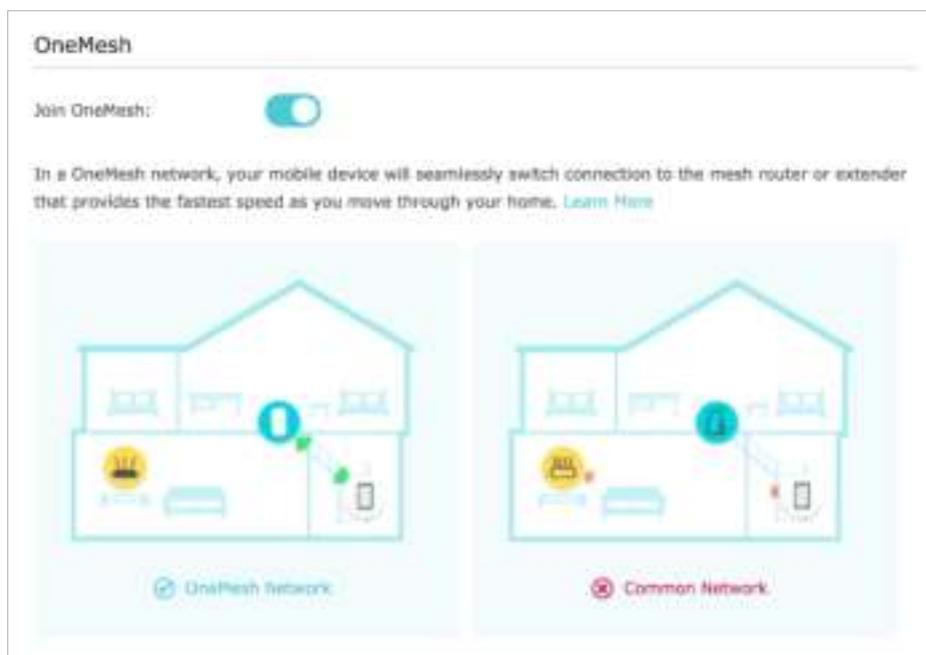 OneMesh
Join OneMesh:
In a OneMesh network, your mobile device will seamlessly switch connection to the mesh router or extender
that provides the fastest speed as you move through your home. Learn More
OneMesh Network
Common Network